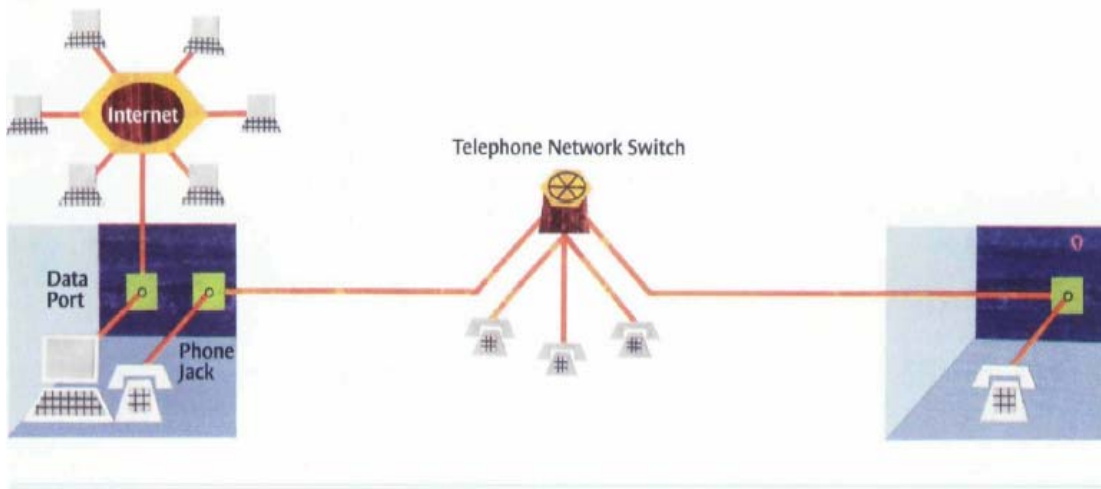 Internet
Telephone Network Switch
Data
Port
Phone
Jack